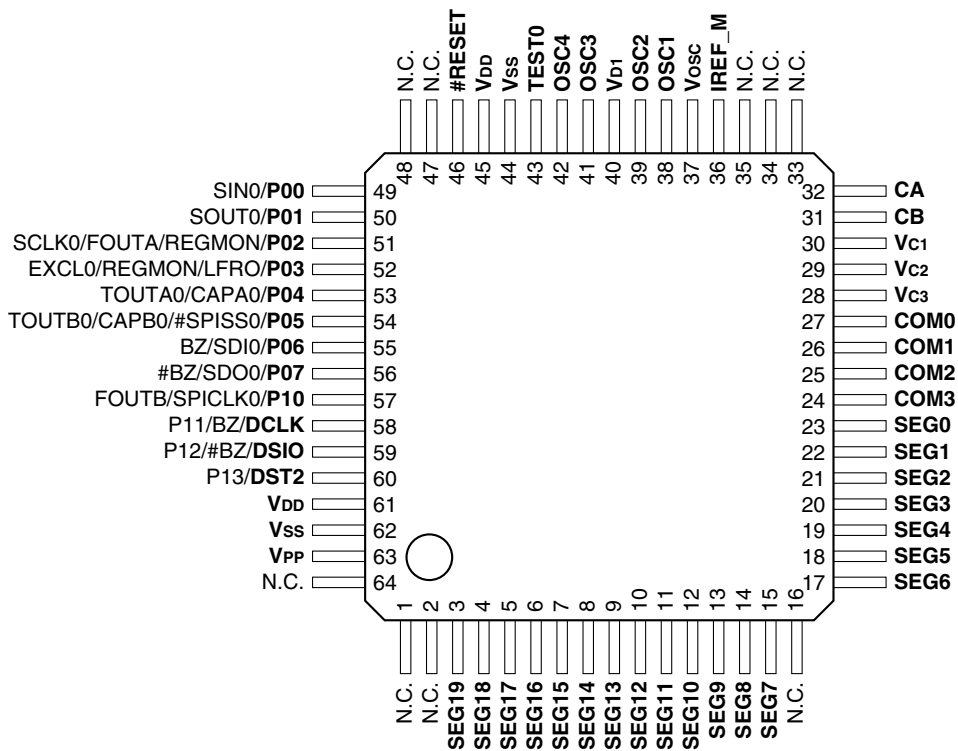 N.C.
N.C.
#RESET
VDD
VSS
TEST0
OSC4
OSC3
VD1
OSC2
OSC1
VOSC
IREF_M
N.C.
N.C.
N.C.
48
47
46
45
44
43
42
41
40
39
38
37
36
35
34
33
SIN0/P00 49
SOUT0/P01 50
SCLK0/FOUTA/REGMON/P02 51
EXCL0/REGMON/LFRO/P03 52
TOUTA0/CAPA0/P04 53
TOUTB0/CAPB0/#SPISS0/P05 54
BZ/SDI0/P06 55
#BZ/SDO0/P07 56
FOUTB/SPICLK0/P10 57
P11/BZ/DCLK 58
P12/#BZ/DSIO 59
P13/DST2 60
VDD 61
VSS 62
VPP 63
N.C. 64
32 CA
31 CB
30 VC1
29 VC2
28 VC3
27 COM0
26 COM1
25 COM2
24 COM3
23 SEG0
22 SEG1
21 SEG2
20 SEG3
19 SEG4
18 SEG5
17 SEG6
1
2
3
4
5
6
7
8
9
10
11
12
13
14
15
16
N.C.
N.C.
SEG19
SEG18
SEG17
SEG16
SEG15
SEG14
SEG13
SEG12
SEG11
SEG10
SEG9
SEG8
SEG7
N.C.